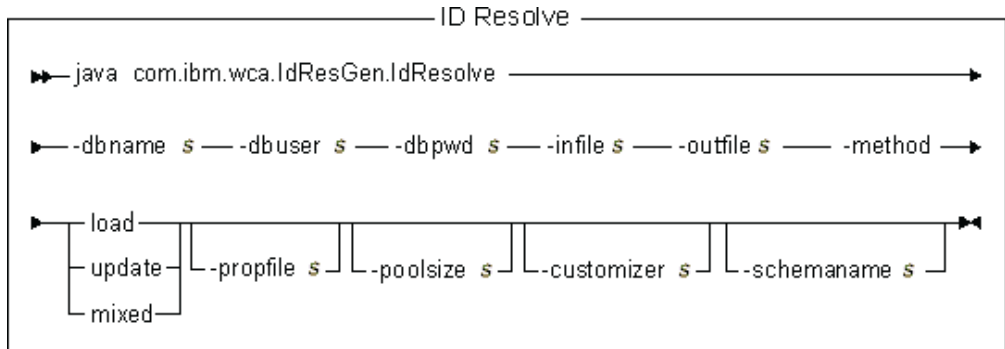 ID Resolve
java com.ibm.wca.IdResGen.IdResolve
-dbname s -dbuser s -dbpwd s -infile s -outfile s -method
load
update -propfile s -poolsize s -customizer s -schemaname s
mixed